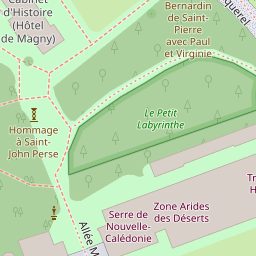 Cabinet
d'Histoire
(Hôtel
de Magny)
Bernardin
de Saint-
Pierre
avec Paul
et Virginie
Le Petit
Labyrinthe
Hommage
à Saint-
John Perse
Zone Arides
des Déserts
Serre de
Nouvelle-
Calédonie